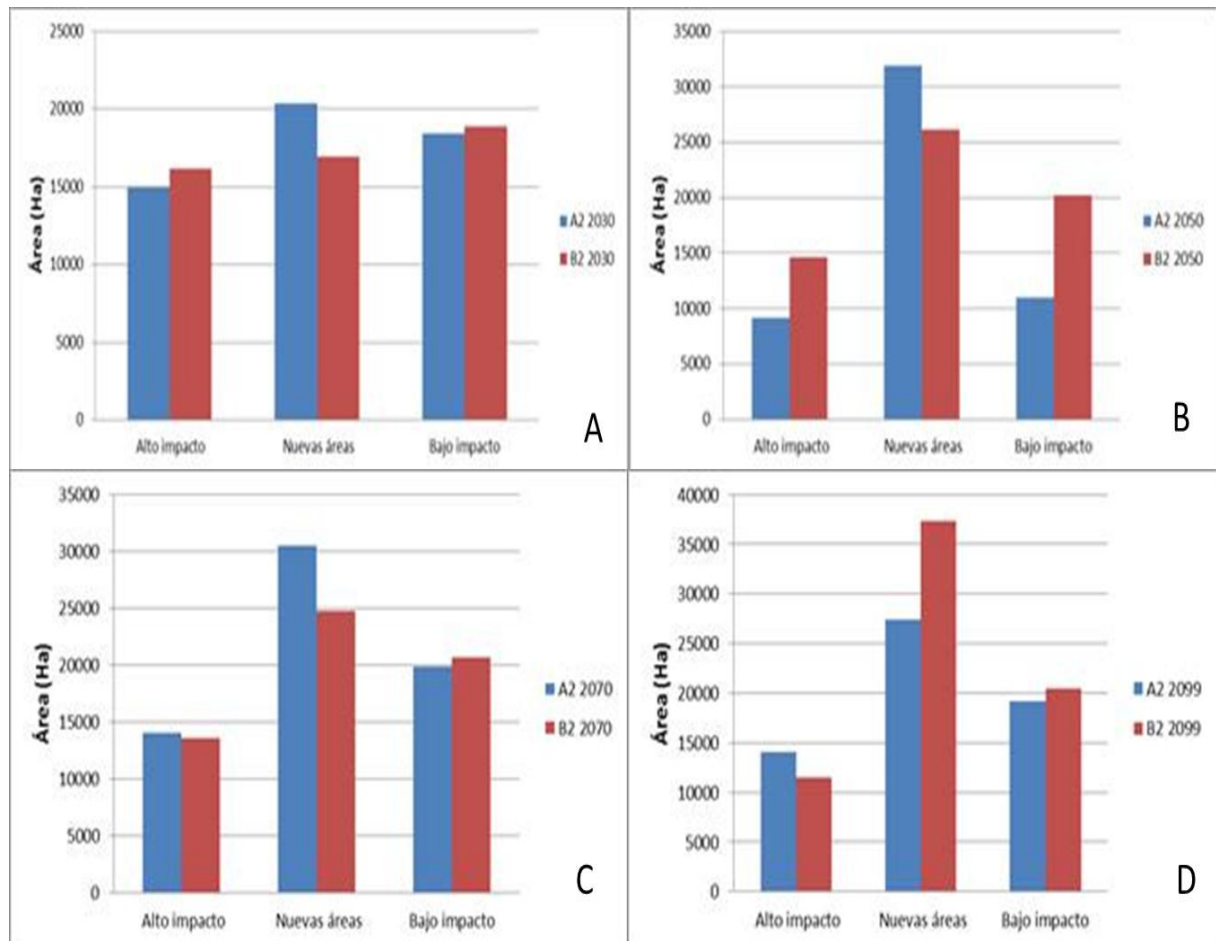 25000
20000
15000
10000
5000
0
Área (Ha)
Alto impacto
Nuevas áreas
Bajo impacto
A2 2030
B2 2030
A
35000
30000
25000
20000
15000
10000
5000
0
Área (Ha)
Alto impacto
Nuevas áreas
Bajo impacto
A2 2050
B2 2050
B
35000
30000
25000
20000
15000
10000
5000
0
Área (Ha)
Alto impacto
Nuevas áreas
Bajo impacto
A2 2070
B2 2070
C
40000
35000
30000
25000
20000
15000
10000
5000
0
Área (Ha)
Alto impacto
Nuevas áreas
Bajo impacto
A2 2099
B2 2099
D